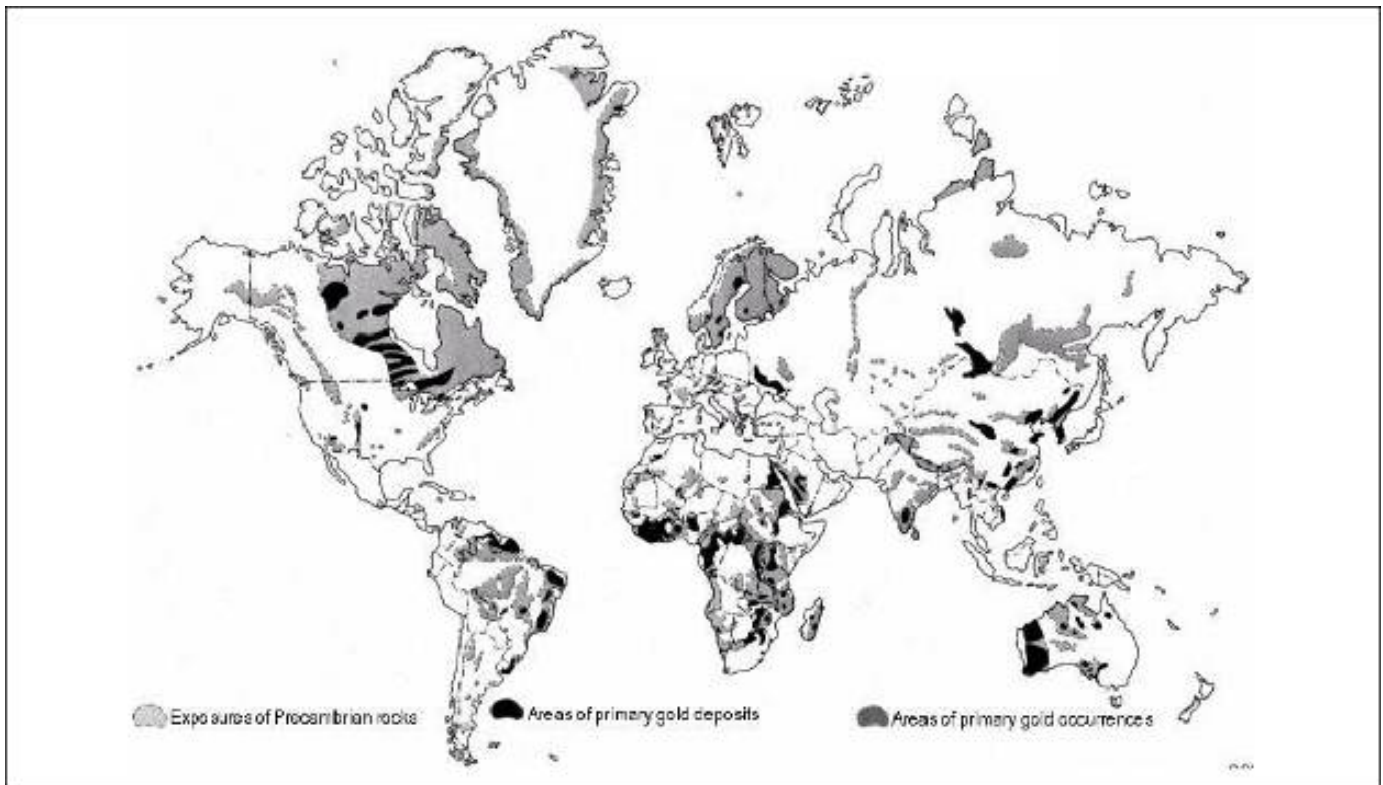 Exposures of Precambrian rocks
Areas of primary gold deposits
Areas of primary gold occurrences